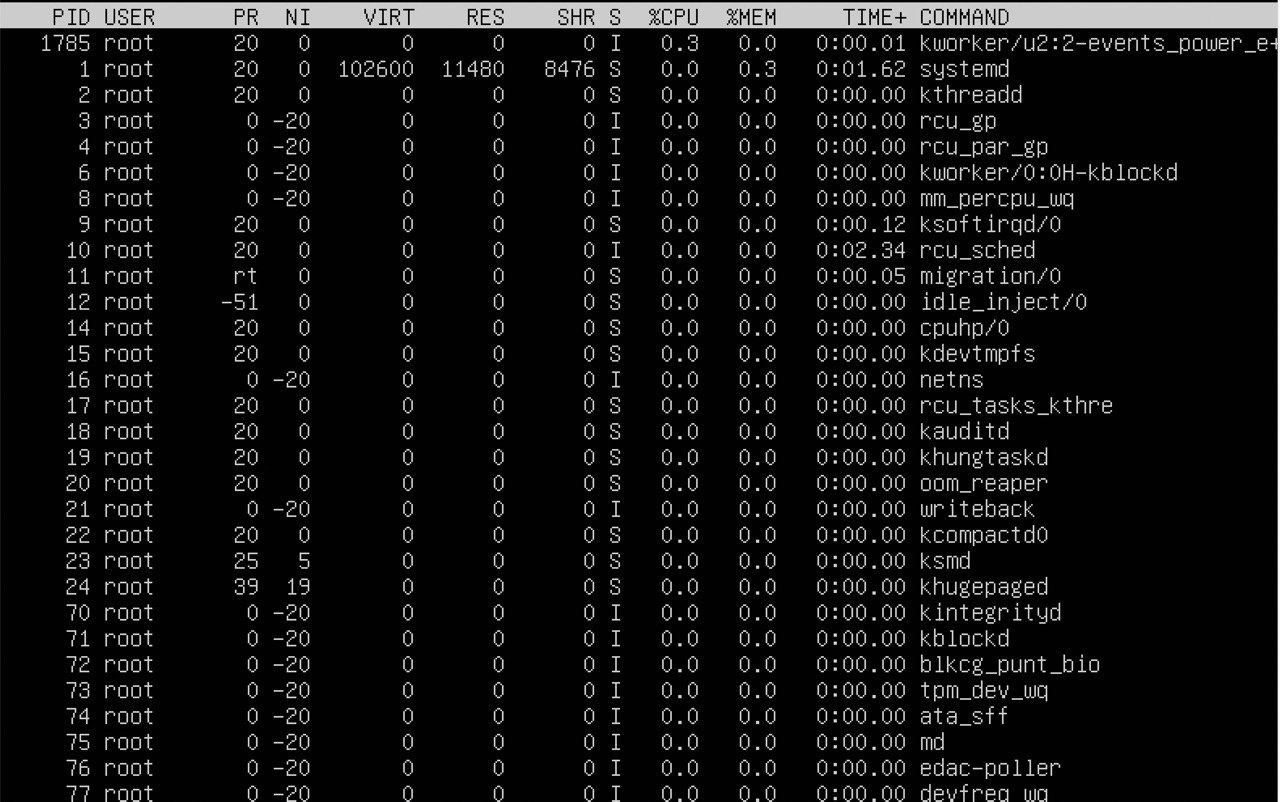 PID USER PR NI VIRT RES SHR S %CPU %MEM TIME+ COMMAND
1785 root 20 0 0 0 0 I 0.3 0.0 0:00.01 kworker/u2:2-events_power_e+
1 root 20 0 102600 11480 8476 S 0.0 0.3 0:01.62 systemd
2 root 20 0 0 0 0 S 0.0 0.0 0:00.00 kthreadd
3 root 0 -20 0 0 0 I 0.0 0.0 0:00.00 rcu_gp
4 root 0 -20 0 0 0 I 0.0 0.0 0:00.00 rcu_par_gp
6 root 0 -20 0 0 0 I 0.0 0.0 0:00.00 kworker/0:0H-kblockd
8 root 0 -20 0 0 0 I 0.0 0.0 0:00.00 mm_percpu_wq
9 root 20 0 0 0 0 S 0.0 0.0 0:00.12 ksoftirqd/0
10 root 20 0 0 0 0 I 0.0 0.0 0:02.34 rcu_sched
11 root rt 0 0 0 0 S 0.0 0.0 0:00.05 migration/0
12 root -51 0 0 0 0 S 0.0 0.0 0:00.00 idle_inject/0
14 root 20 0 0 0 0 S 0.0 0.0 0:00.00 cpuhp/0
15 root 20 0 0 0 0 S 0.0 0.0 0:00.00 kdevtmpfs
16 root 0 -20 0 0 0 I 0.0 0.0 0:00.00 netns
17 root 20 0 0 0 0 S 0.0 0.0 0:00.00 rcu_tasks_kthre
18 root 20 0 0 0 0 S 0.0 0.0 0:00.00 kauditd
19 root 20 0 0 0 0 S 0.0 0.0 0:00.00 khungtaskd
20 root 20 0 0 0 0 S 0.0 0.0 0:00.00 oom_reaper
21 root 0 -20 0 0 0 I 0.0 0.0 0:00.00 writeback
22 root 20 0 0 0 0 S 0.0 0.0 0:00.00 kcompactd0
23 root 25 5 0 0 0 S 0.0 0.0 0:00.00 ksmd
24 root 39 19 0 0 0 S 0.0 0.0 0:00.00 khugepaged
70 root 0 -20 0 0 0 I 0.0 0.0 0:00.00 kintegrityd
71 root 0 -20 0 0 0 I 0.0 0.0 0:00.00 kblockd
72 root 0 -20 0 0 0 I 0.0 0.0 0:00.00 blkcg_punt_bio
73 root 0 -20 0 0 0 I 0.0 0.0 0:00.00 tpm_dev_wq
74 root 0 -20 0 0 0 I 0.0 0.0 0:00.00 ata_sff
75 root 0 -20 0 0 0 I 0.0 0.0 0:00.00 md
76 root 0 -20 0 0 0 I 0.0 0.0 0:00.00 edac-poller
77 root 0 -20 0 0 0 I 0.0 0.0 0:00.00 devfreq_wq